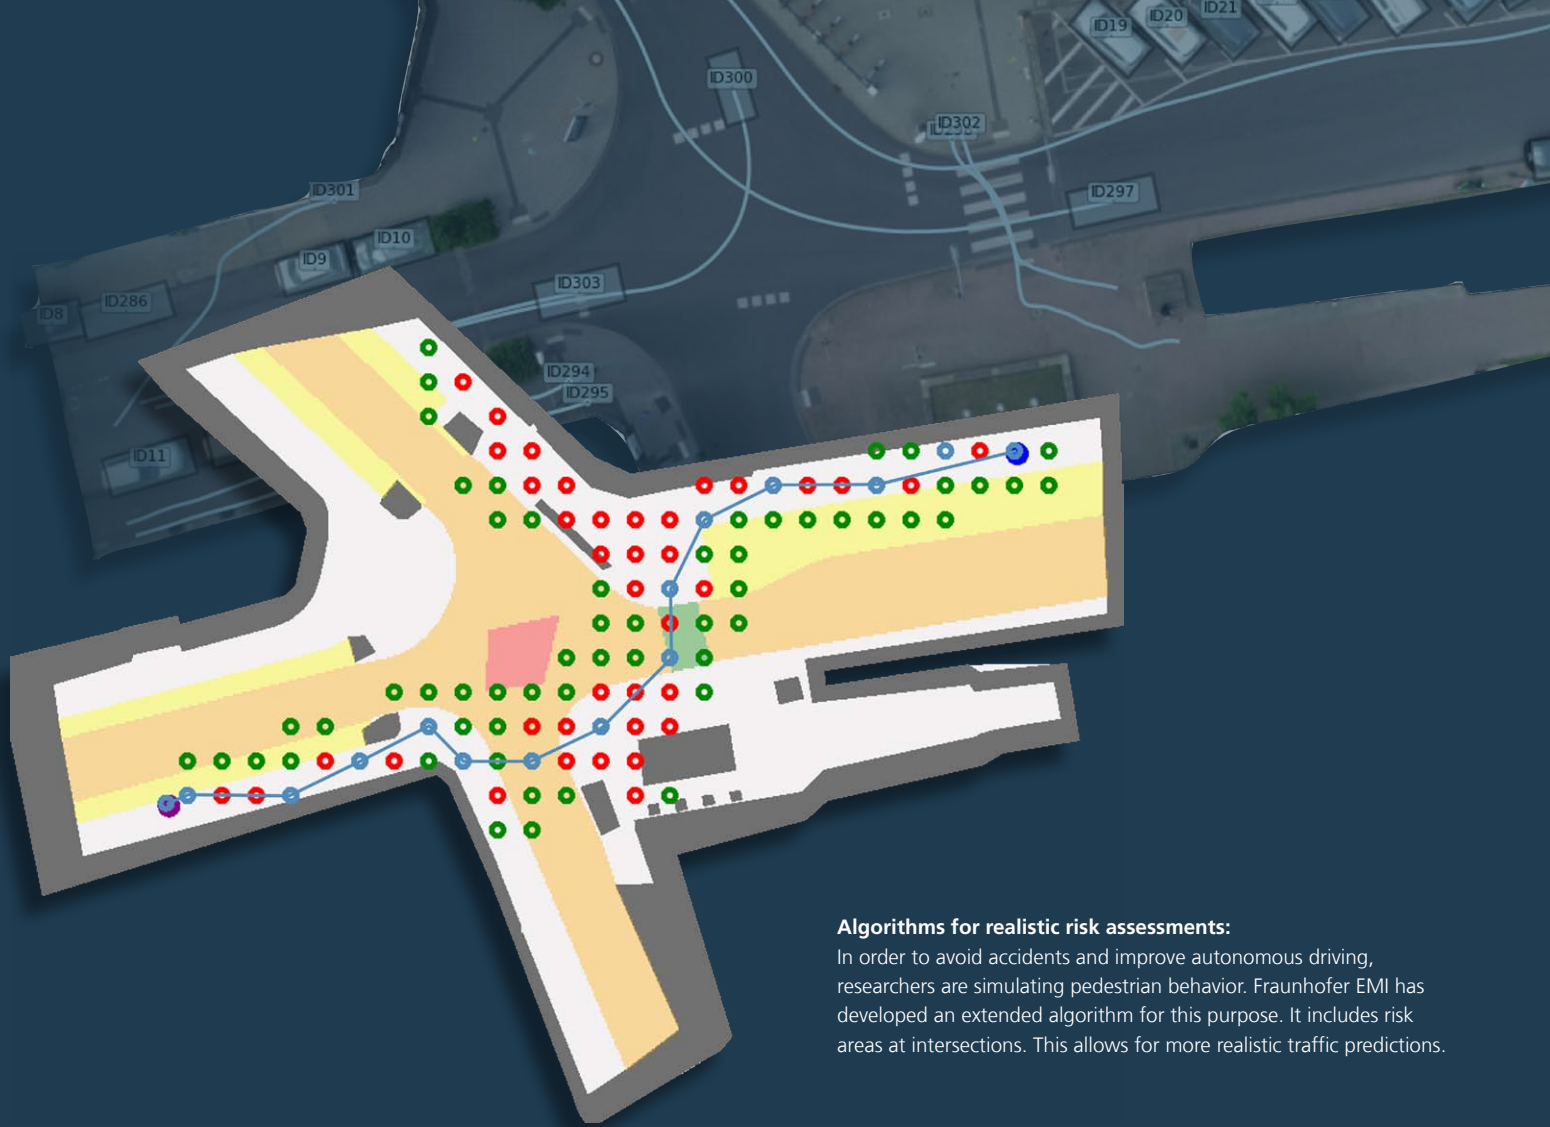 ID19
ID20
ID21
ID300
ID302
ID301
ID297
ID10
ID9
ID303
ID286
ID8
ID294
ID295
ID11
Algorithms for realistic risk assessments:
In order to avoid accidents and improve autonomous driving,
researchers are simulating pedestrian behavior. Fraunhofer EMI has
developed an extended algorithm for this purpose. It includes risk
areas at intersections. This allows for more realistic traffic predictions.